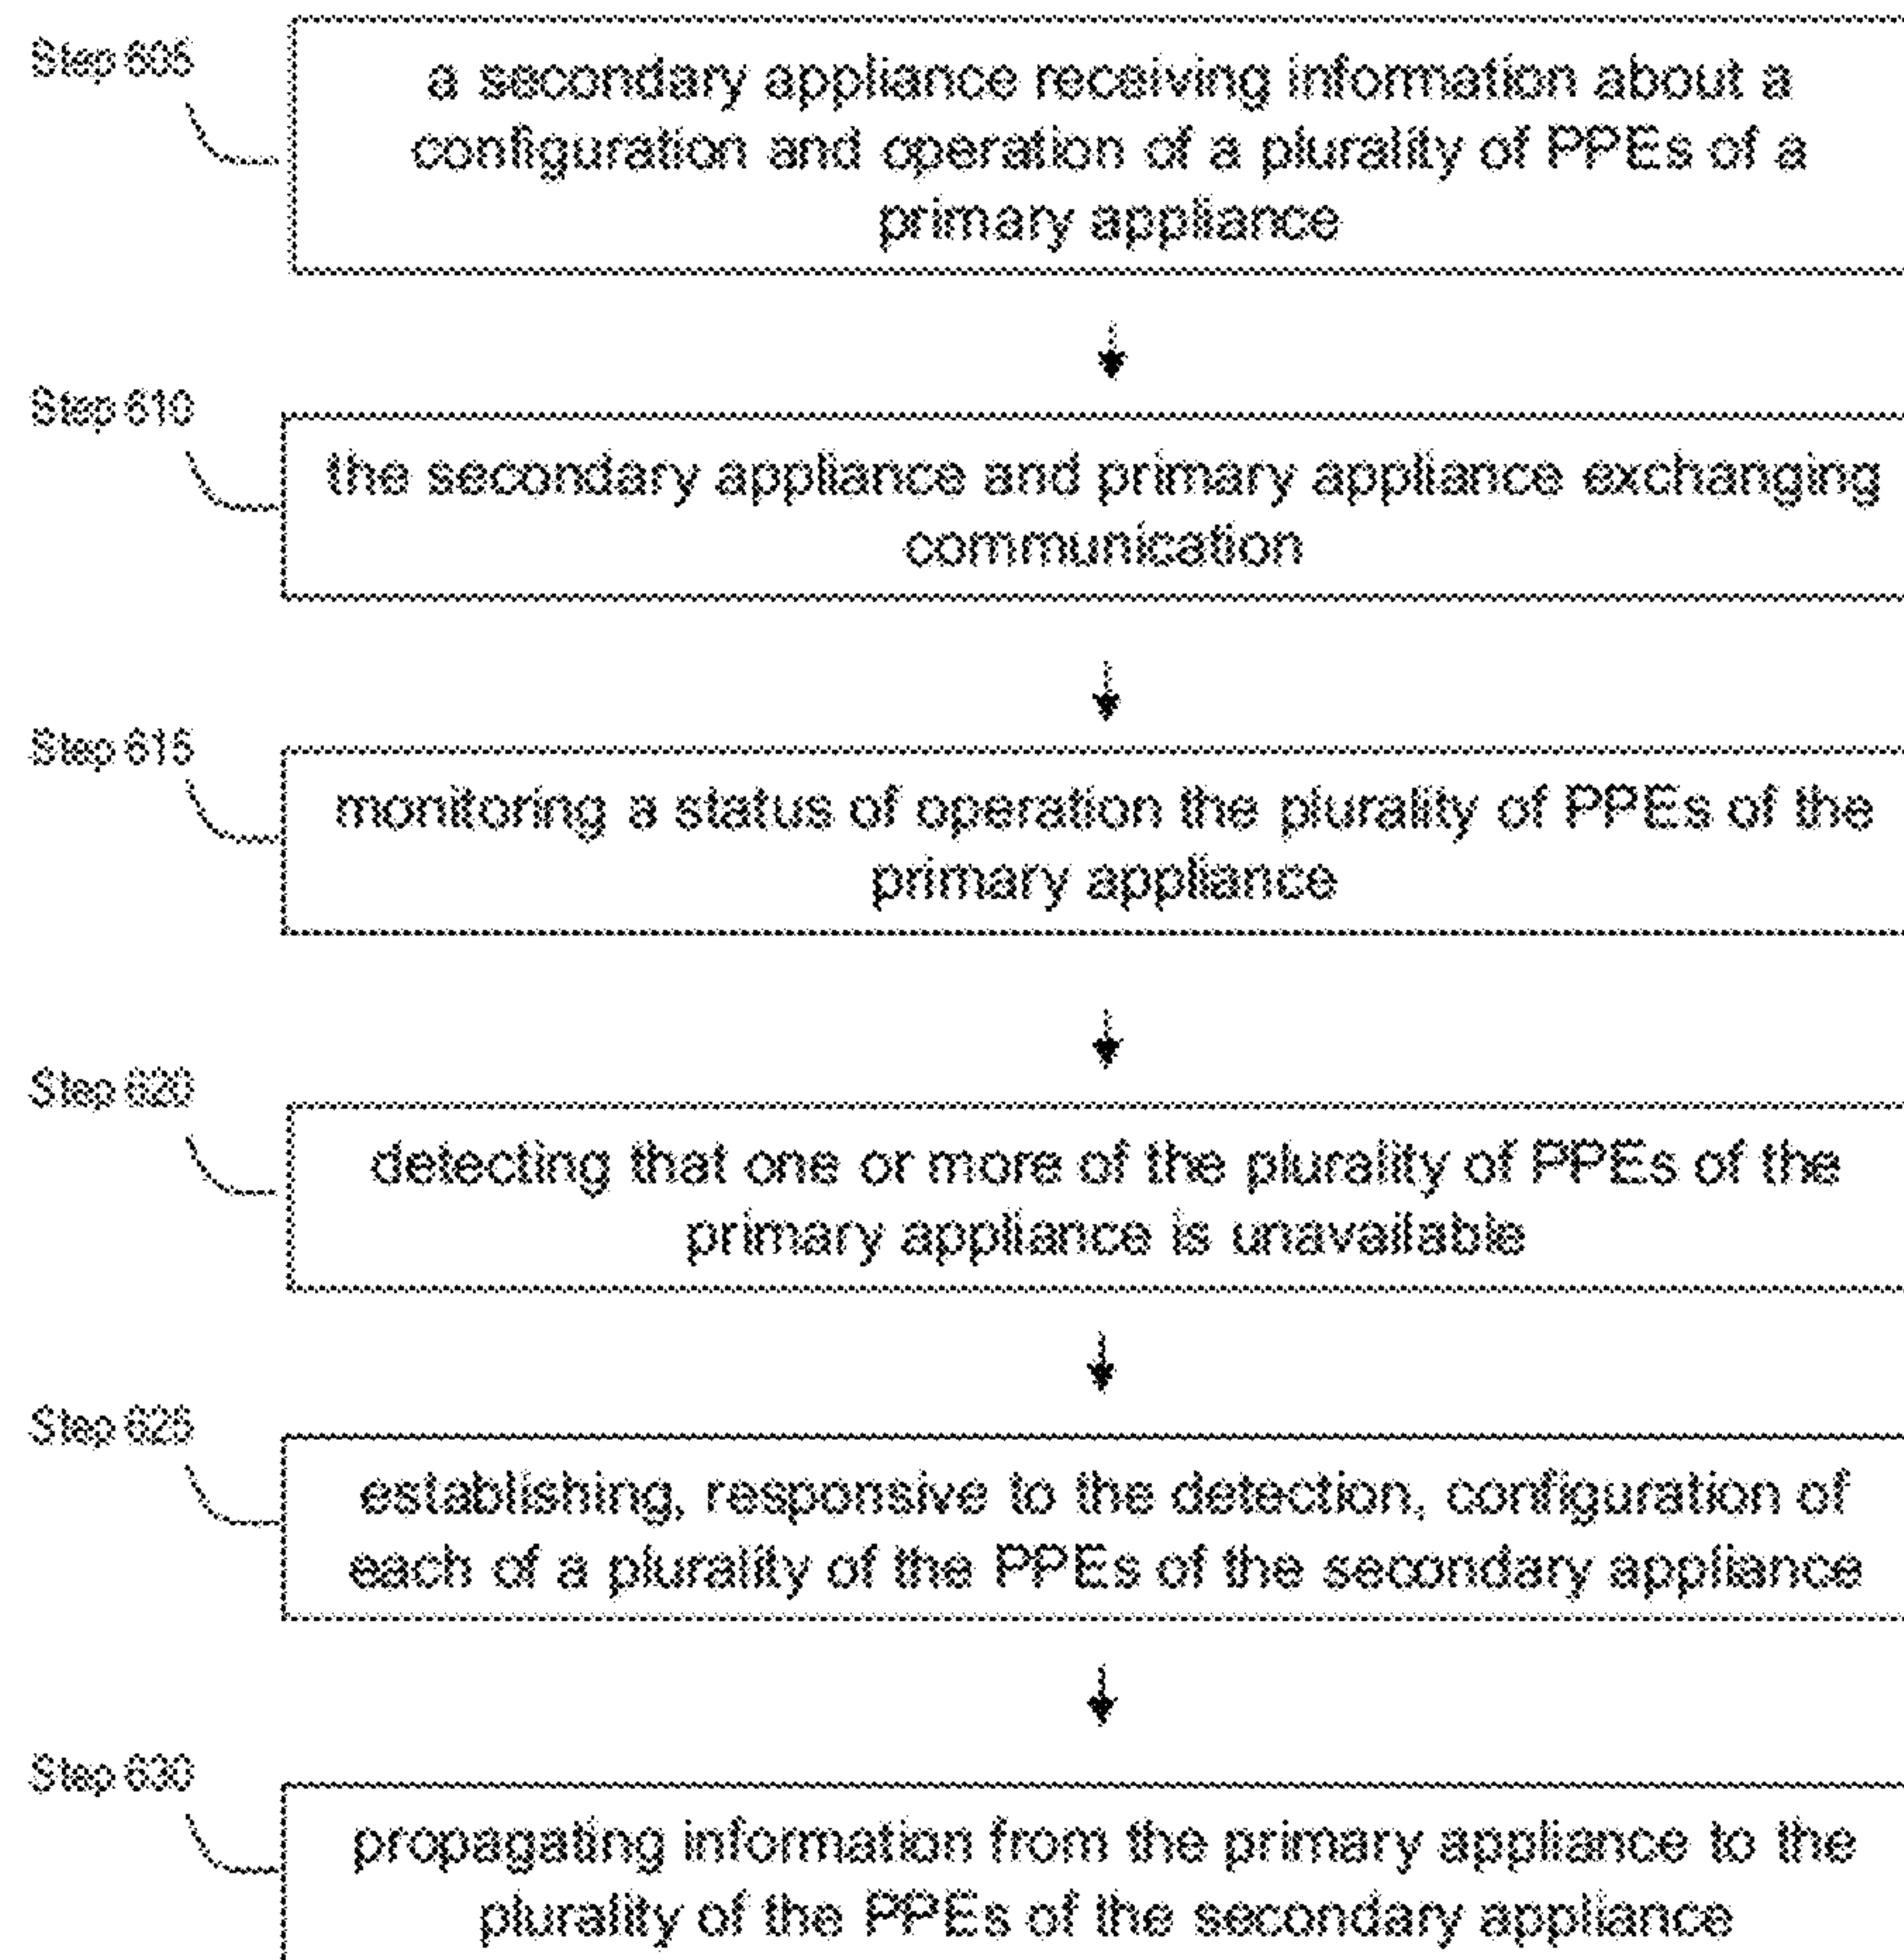 Step 605
a secondary appliance receiving information about a
configuration and operation of a plurality of PPEs of a
primary appliance
Step 610
the secondary appliance and primary appliance exchanging
communication
Step 615
monitoring a status of operation the plurality of PPEs of the
primary appliance
Step 620
detecting that one or more of the plurality of PPEs of the
primary appliance is unavailable
Step 625
establishing, responsive to the detection, configuration of
each of a plurality of the PPEs of the secondary appliance
Step 630
propagating information from the primary appliance to the
plurality of the PPEs of the secondary appliance